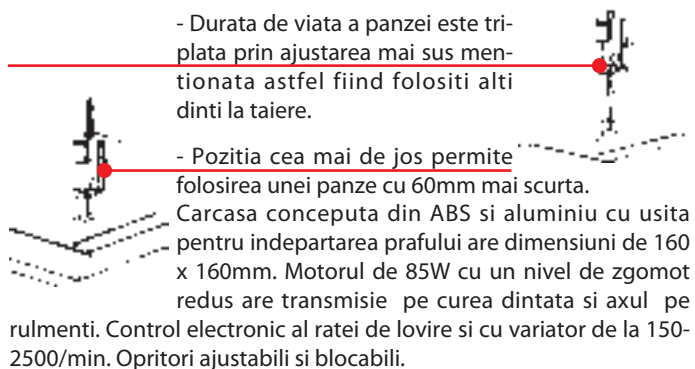 - Durata de viata a panzei este tri-
plata prin ajustarea mai sus men-
tionata astfel fiind folositi alti
dinti la taiere.
- Pozitia cea mai de jos permite
folosirea unei panze cu 60mm mai scurta.
Carcasa conceputa din ABS si aluminiu cu usita
pentru indepartarea prafului are dimensiuni de 160
x 160mm. Motorul de 85W cu un nivel de zgomot
redus are transmisie pe curea dintata si axul pe
rulmenti. Control electronic al ratei de lovire si cu variator de la 150-
2500/min. Opritori ajustabili si blocabili.